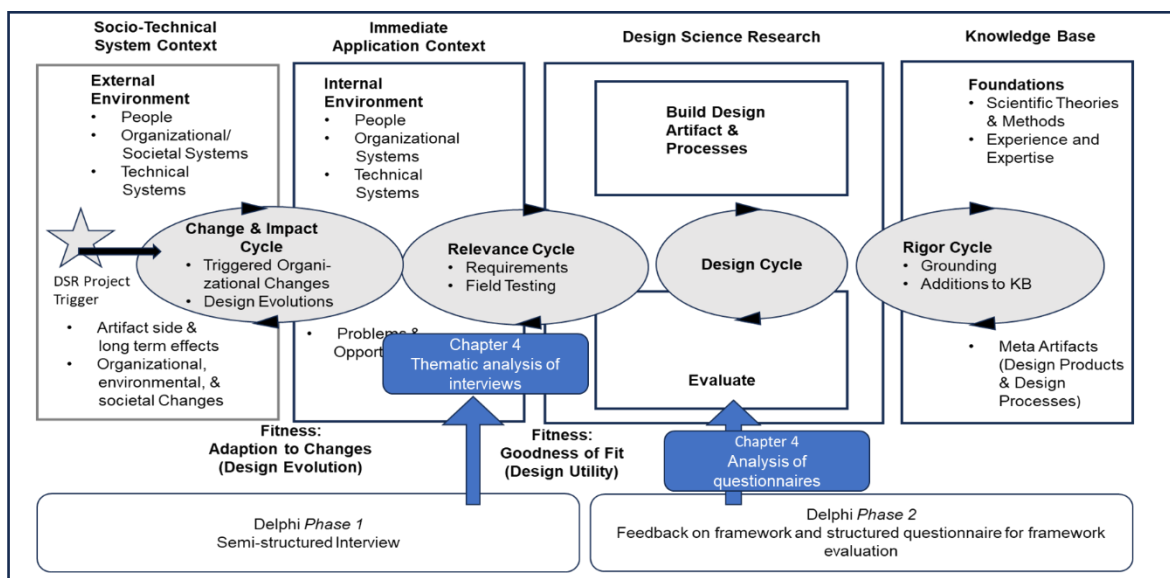 Socio-Technical
System Context
Immediate
Application Context
Design Science Research
Knowledge Base
External
Environment
• People
• Organizational/
Societal Systems
• Technical
Systems
Internal
Environment
• People
• Organizational
Systems
• Technical
Systems
Build Design
Artifact &
Processes
Foundations
• Scientific Theories
& Methods
• Experience and
Expertise
DSR Project
Trigger
Change & Impact
Cycle
• Triggered Organi-
zational Changes
• Design Evolutions
Relevance Cycle
• Requirements
• Field Testing
Design Cycle
Rigor Cycle
• Grounding
• Additions to KB
• Artifact side &
long term effects
• Organizational,
environmental, &
societal Changes
• Problems &
Chapter 4
Thematic analysis of
interviews
Evaluate
• Meta Artifacts
(Design Products
& Design
Processes)
Fitness:
Adaption to Changes
(Design Evolution)
Fitness:
Goodness of Fit
(Design Utility)
Chapter 4
Analysis of
questionnaires
Delphi Phase 1
Semi-structured Interview
Delphi Phase 2
Feedback on framework and structured questionnaire for framework
evaluation